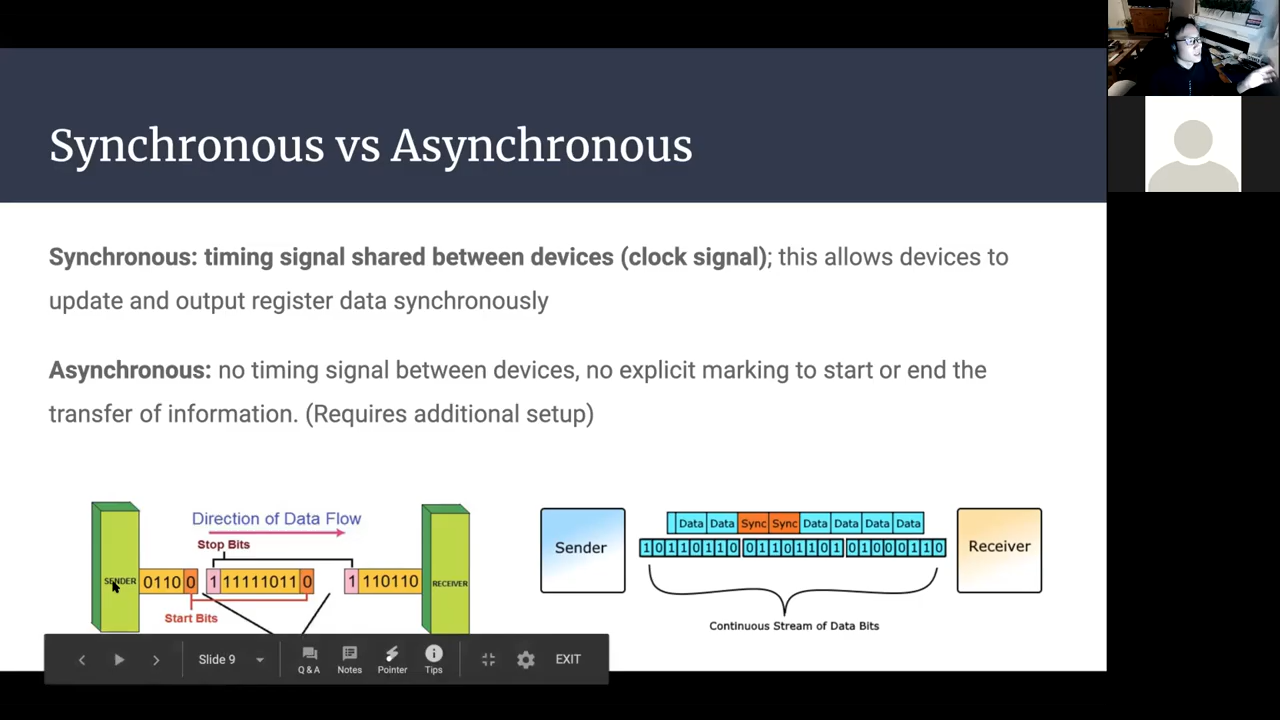 Synchronous vs Asynchronous
Synchronous: timing signal shared between devices (clock signal); this allows devices to
update and output register data synchronously
Asynchronous: no timing signal between devices, no explicit marking to start or end the
transfer of information. (Requires additional setup)
Direction of Data Flow
Stop Bits
SENDER
0110 0
1 11111011 0
1 110110
RECEIVER
Start Bits
Sender
Data Data Sync Sync Data Data Data Data
10110110 01101101 01000110
Receiver
Continuous Stream of Data Bits
Slide 9
Q & A
Notes
Pointer
Tips
EXIT